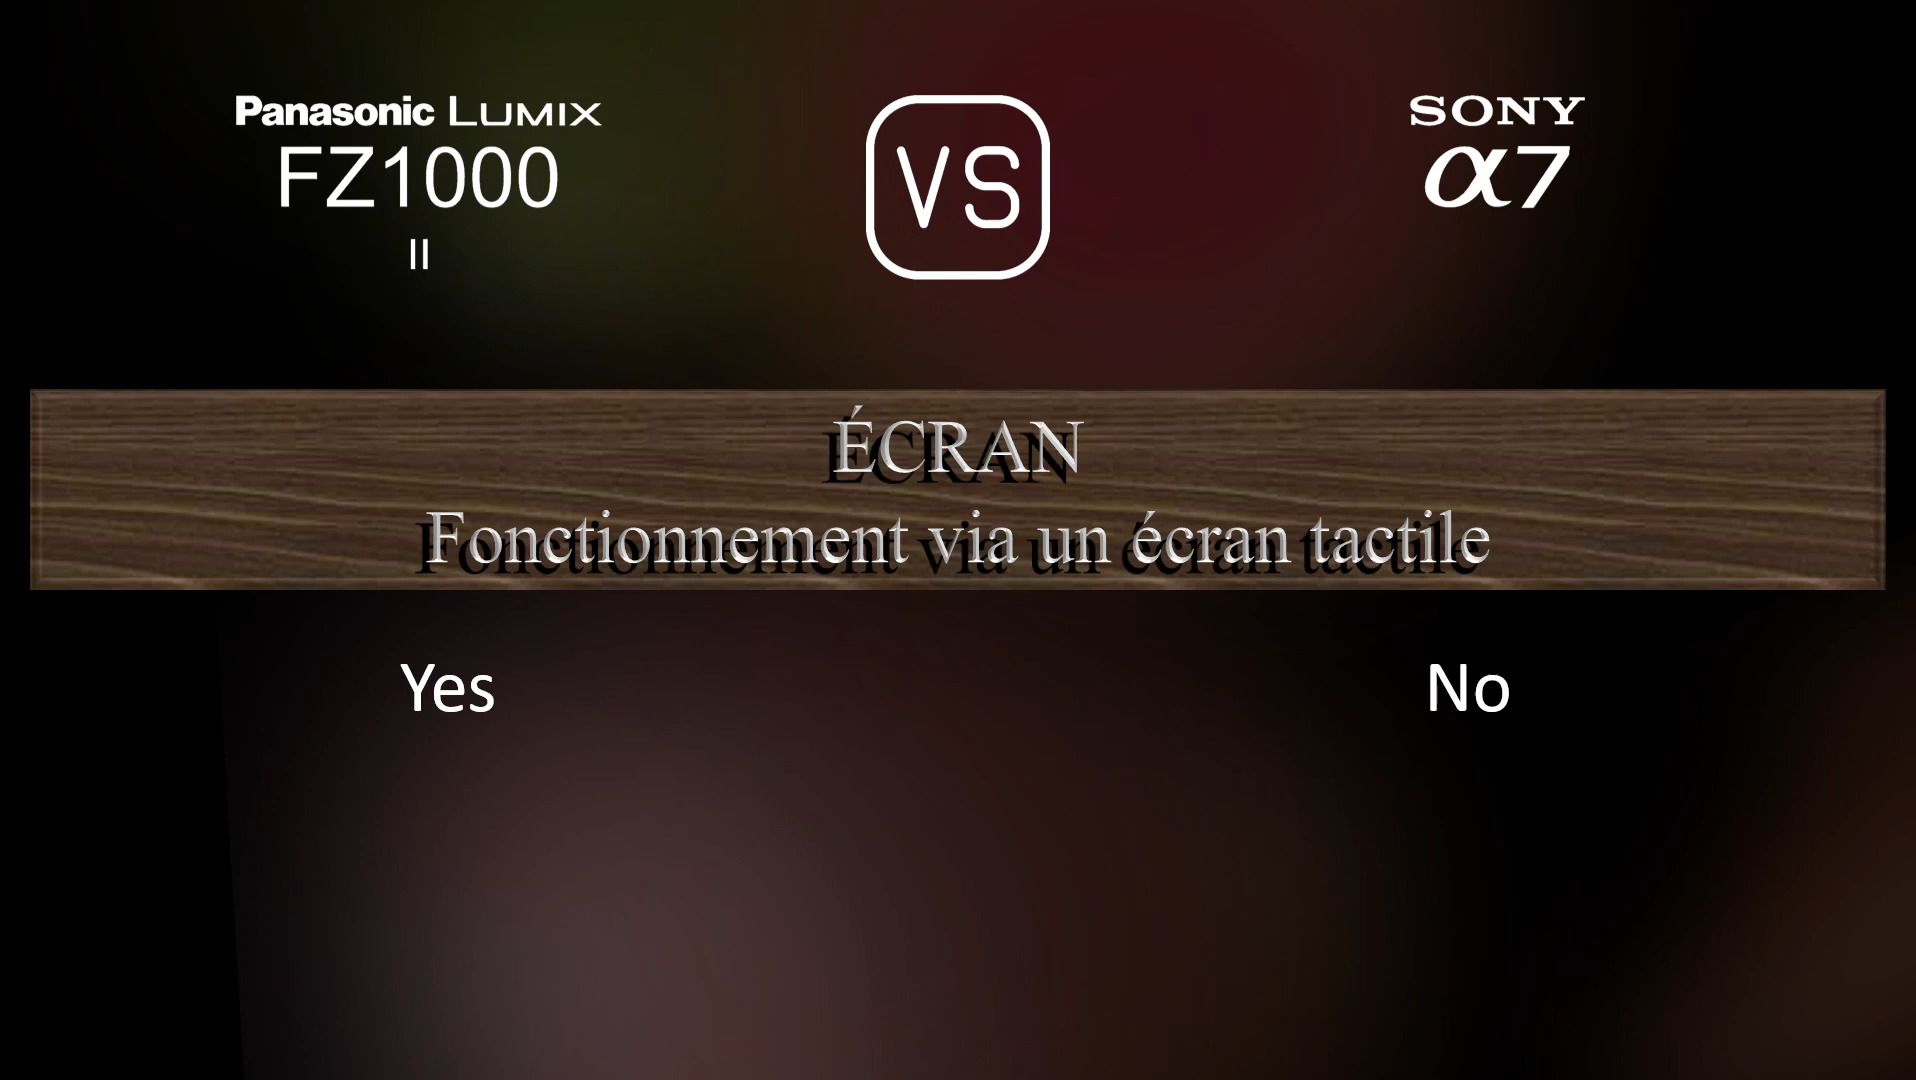 Panasonic LUMIX
FZ1000
II
VS
SONY
α7
ÉCRAN
Fonctionnement via un écran tactile
Yes
No